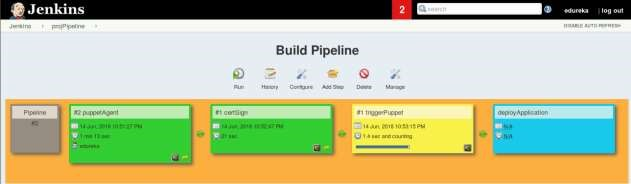 Jenkins
2
search
edureka
| log out
Jenkins
projPipeline
DISABLE AUTO REFRESH
Build Pipeline
Run
History
Configure
Add Step
Delete
Manage
Pipeline
#2
#2 puppetAgent
14 Jun, 2018 10:51:27 PM
1 min 13 sec
edureka
#1 certSign
14 Jun, 2018 10:52:47 PM
21 sec
#1 triggerPuppet
14 Jun, 2018 10:53:15 PM
1.4 sec and counting
deployApplication
N/A
N/A